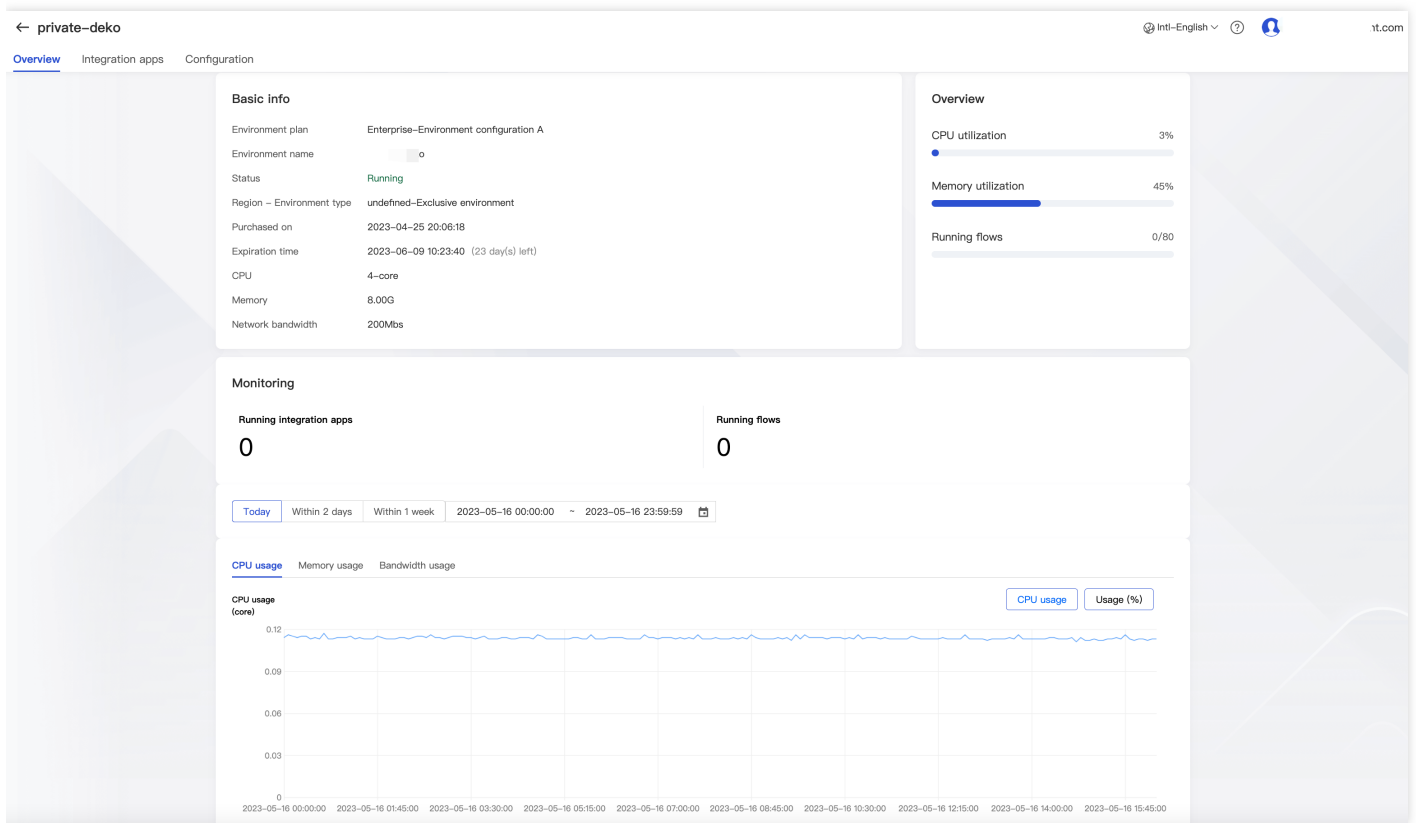 private-deko
Intl-English
?
nt.com
Overview Integration apps Configuration
Basic info
Environment plan Enterprise-Environment configuration A
Environment name o
Status Running
Region - Environment type undefined-Exclusive environment
Purchased on 2023-04-25 20:06:18
Expiration time 2023-06-09 10:23:40 (23 day(s) left)
CPU 4-core
Memory 8.00G
Network bandwidth 200Mbs
Overview
CPU utilization 3%
Memory utilization 45%
Running flows 0/80
Monitoring
Running integration apps
0
Running flows
0
Today Within 2 days Within 1 week 2023-05-16 00:00:00 ~ 2023-05-16 23:59:59
CPU usage Memory usage Bandwidth usage
CPU usage
(core)
CPU usage Usage (%)
0.12
0.09
0.06
0.03
0
2023-05-16 00:00:00 2023-05-16 01:45:00 2023-05-16 03:30:00 2023-05-16 05:15:00 2023-05-16 07:00:00 2023-05-16 08:45:00 2023-05-16 10:30:00 2023-05-16 12:15:00 2023-05-16 14:00:00 2023-05-16 15:45:00